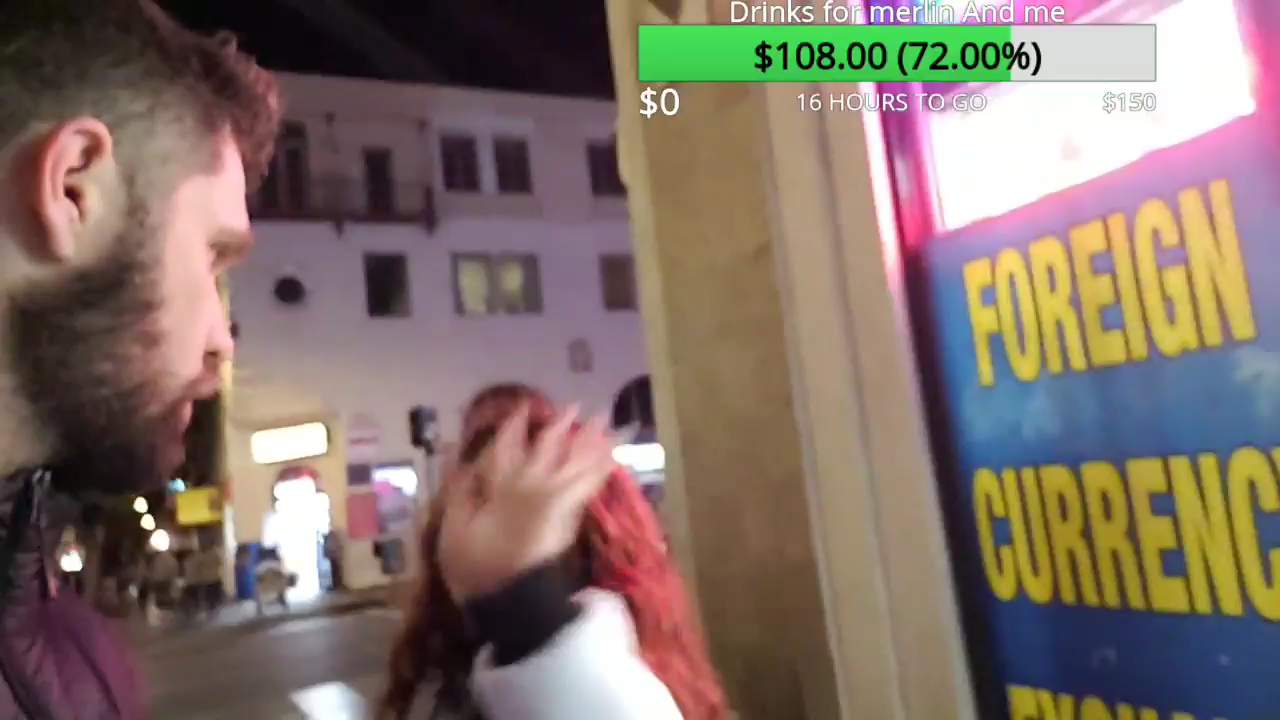 Drinks for merlin And me
$108.00 (72.00%)
$0
16 HOURS TO GO
$150
FOREIGN
CURRENC